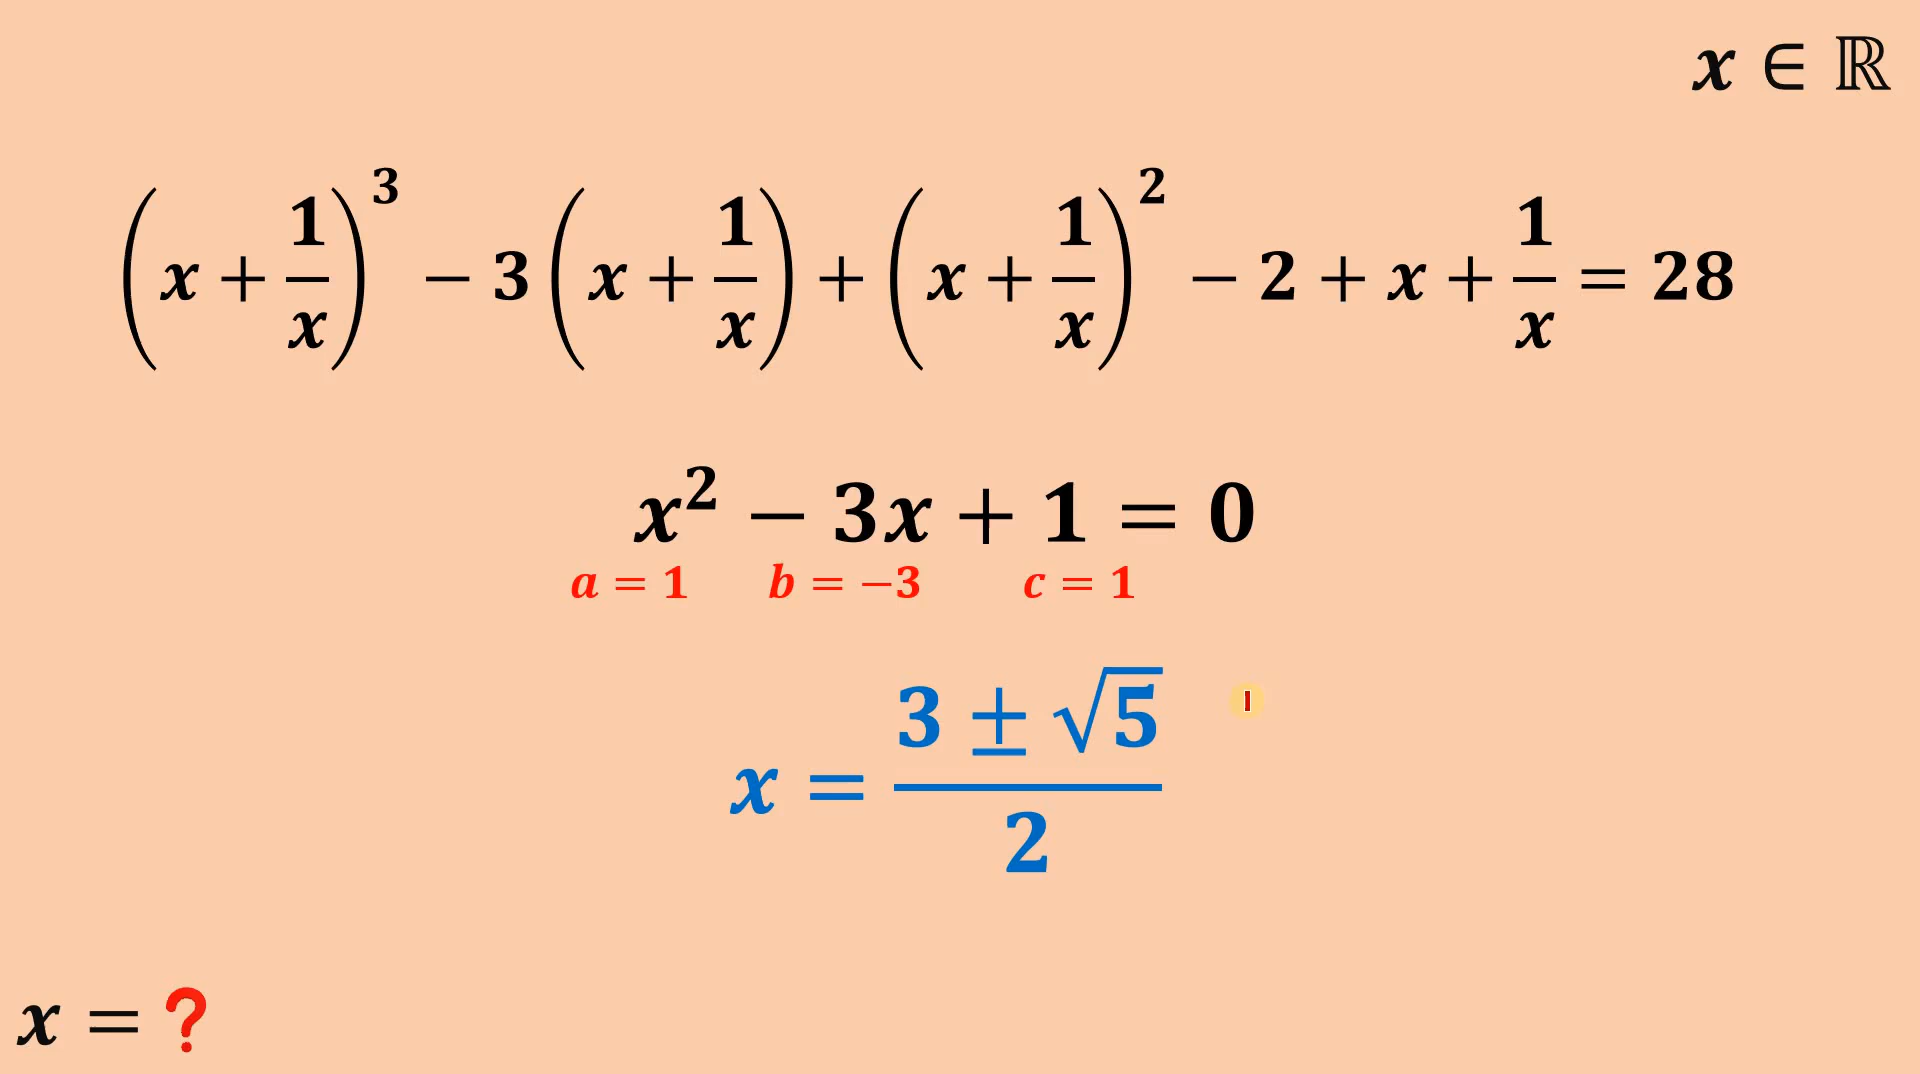 x ∈ ℝ
(x + 1/x)³ − 3(x + 1/x) + (x + 1/x)² − 2 + x + 1/x = 28
x² − 3x + 1 = 0
a = 1 b = −3 c = 1
x = (3 ± √5)/2
x = ?